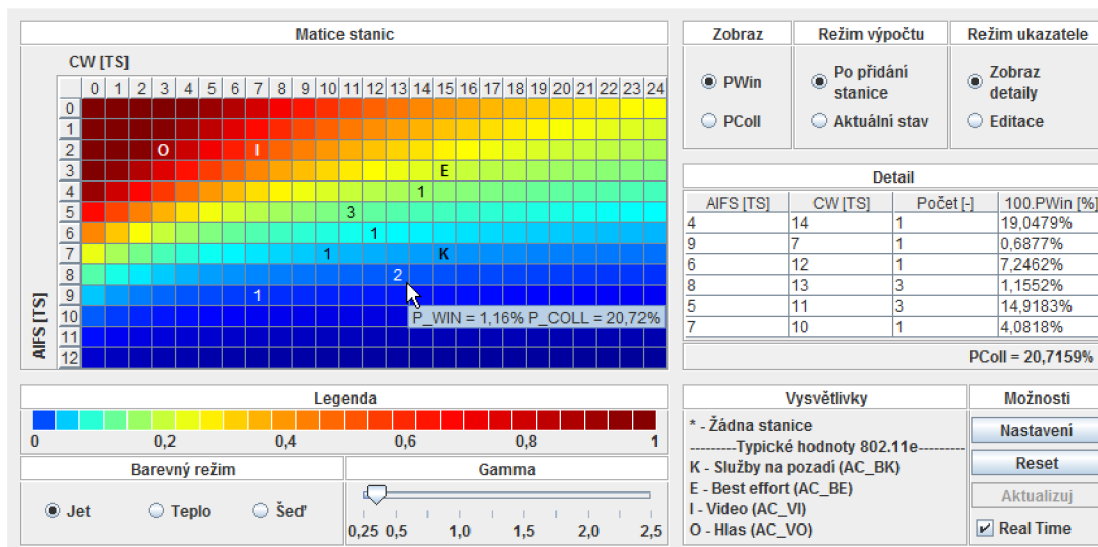 Matice stanic
CW [TS]
0 1 2 3 4 5 6 7 8 9 10 11 12 13 14 15 16 17 18 19 20 21 22 23 24
0
1
2 O I
3 E
4 1
5 3
6 1
7 1 K
8 2
9 1
10
11
12
AIFS [TS]
P_WIN = 1,16% P_COLL = 20,72%
Legenda
0 0,2 0,4 0,6 0,8 1
Barevný režim
Jet Teplo Šeď
Gamma
0,25 0,5 1,0 1,5 2,0 2,5
Zobraz
PWin
PColl
Režim výpočtu
Po přidání
stanice
Aktuální stav
Režim ukazatele
Zobraz
detaily
Editace
Detail
AIFS [TS] CW [TS] Počet [-] 100.PWin [%]
4 14 1 19,0479%
9 7 1 0,6877%
6 12 1 7,2462%
8 13 3 1,1552%
5 11 3 14,9183%
7 10 1 4,0818%
PColl = 20,7159%
Vysvětlivky
* - Žádna stanice
---------Typické hodnoty 802.11e---------
K - Služby na pozadí (AC_BK)
E - Best effort (AC_BE)
I - Video (AC_VI)
O - Hlas (AC_VO)
Možnosti
Nastavení
Reset
Aktualizuj
Real Time